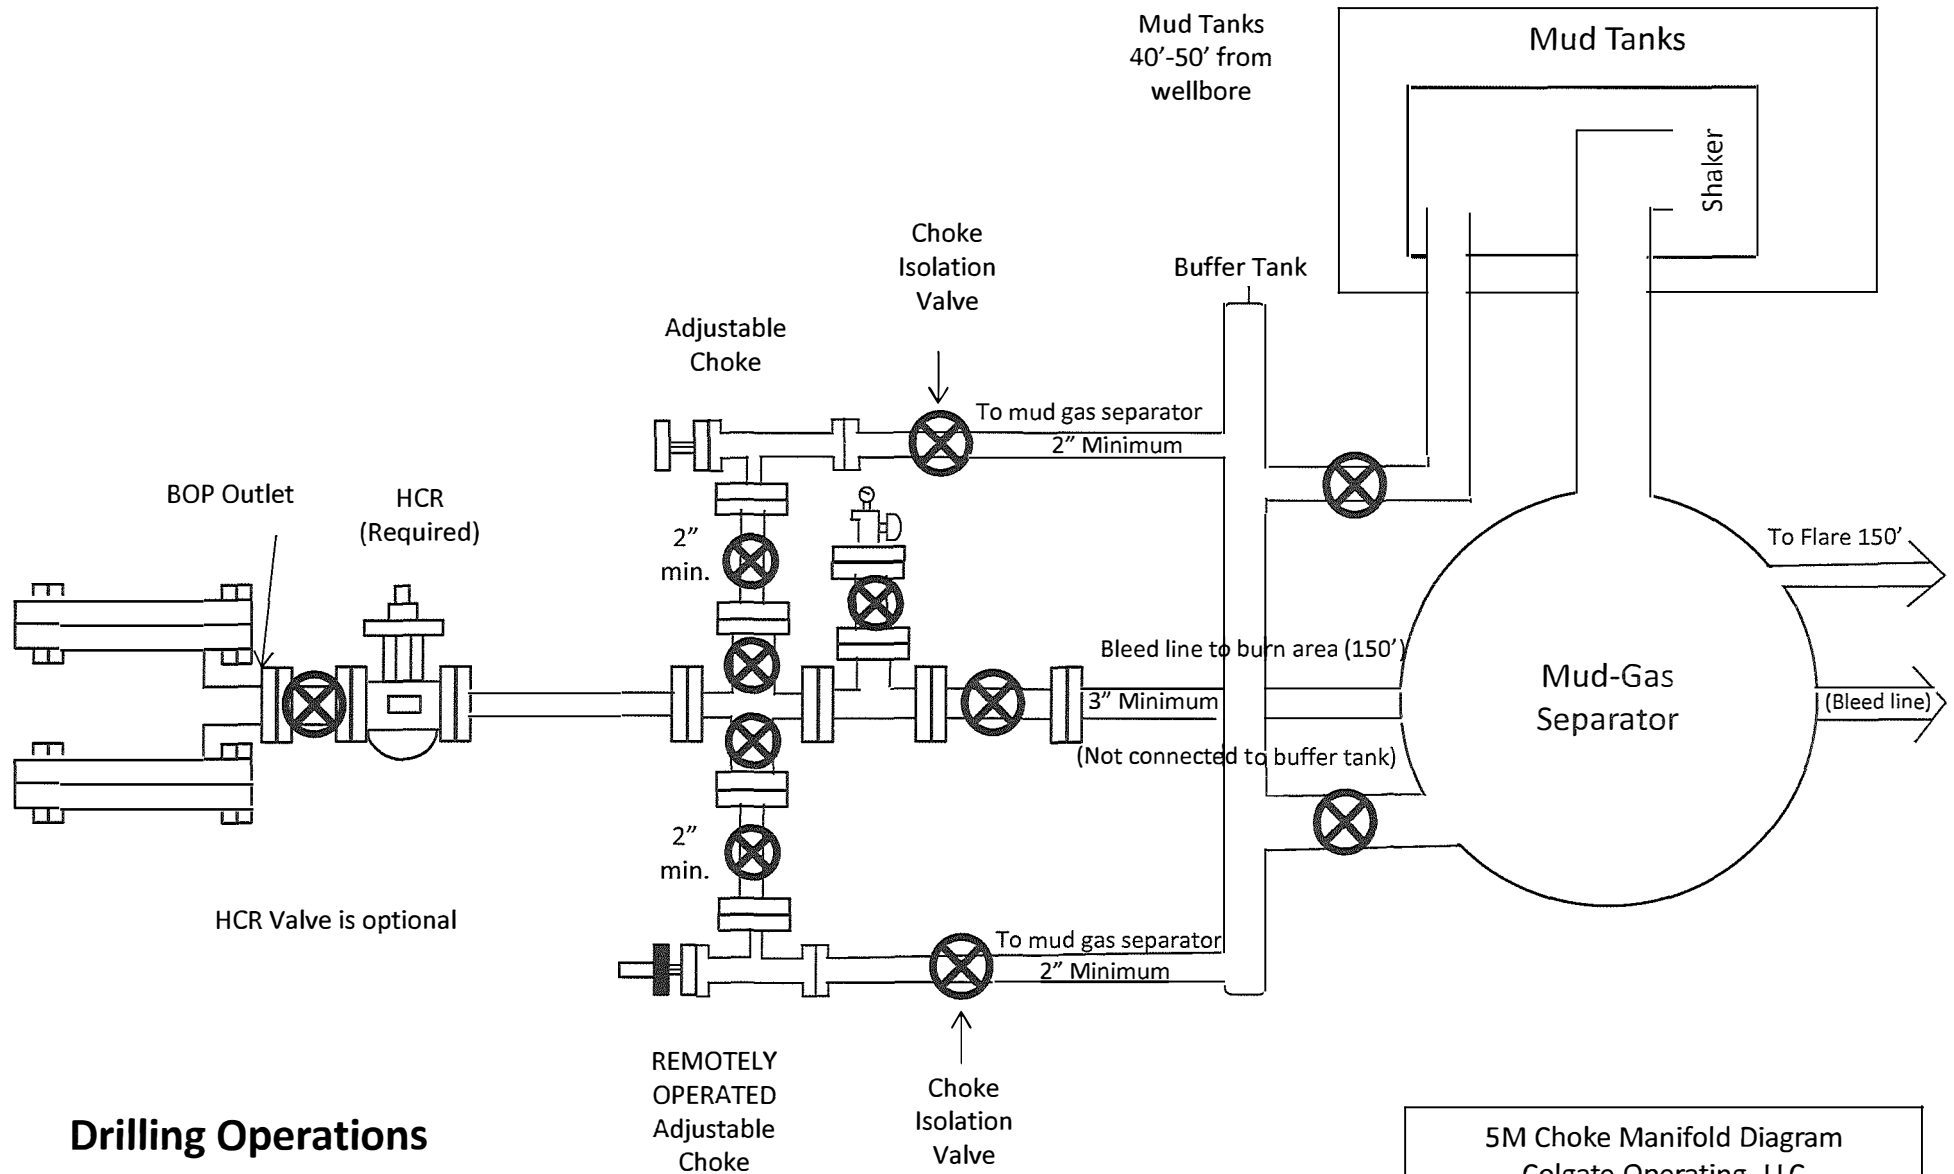 Mud Tanks
40’-50’ from
wellbore
Mud Tanks
Shaker
Choke
Isolation
Valve
Buffer Tank
Adjustable
Choke
To mud gas separator
2” Minimum
BOP Outlet
HCR
(Required)
2”
min.
To Flare 150’
Bleed line to burn area (150’)
3” Minimum
(Not connected to buffer tank)
Mud-Gas
Separator
(Bleed line)
2”
min.
HCR Valve is optional
To mud gas separator
2” Minimum
REMOTELY
OPERATED
Adjustable
Choke
Choke
Isolation
Valve
Drilling Operations
5M Choke Manifold Diagram
Colgate Operating, LLC